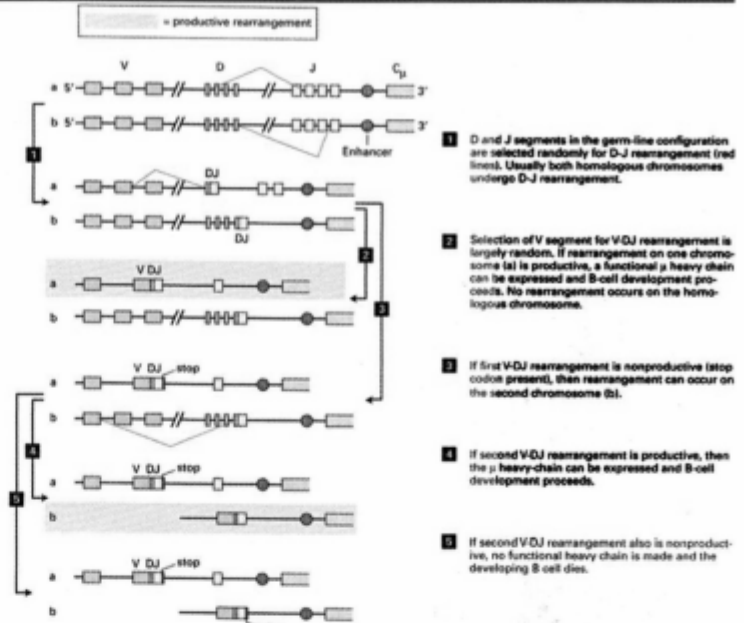 = productive rearrangement
V D J Cμ
a 5' 3'
b 5' 3'
Enhancer
1
a DJ
b
DJ
2
3
V DJ
a
b
V DJ stop
a
b
4
5
V DJ stop
a
b
V DJ stop
a
b
1 D and J segments in the germ-line configuration
are selected randomly for D-J rearrangement (red
lines). Usually both homologous chromosomes
undergo D-J rearrangement.
2 Selection of V segment for V-DJ rearrangement is
largely random. If rearrangement on one chromo-
some (a) is productive, a functional μ heavy chain
can be expressed and B-cell development pro-
ceeds. No rearrangement occurs on the homo-
logous chromosome.
3 If first V-DJ rearrangement is nonproductive (stop
codon present), then rearrangement can occur on
the second chromosome (b).
4 If second V-DJ rearrangement is productive, then
the μ heavy-chain can be expressed and B-cell
development proceeds.
5 If second V-DJ rearrangement also is nonproduct-
ive, no functional heavy chain is made and the
developing B cell dies.